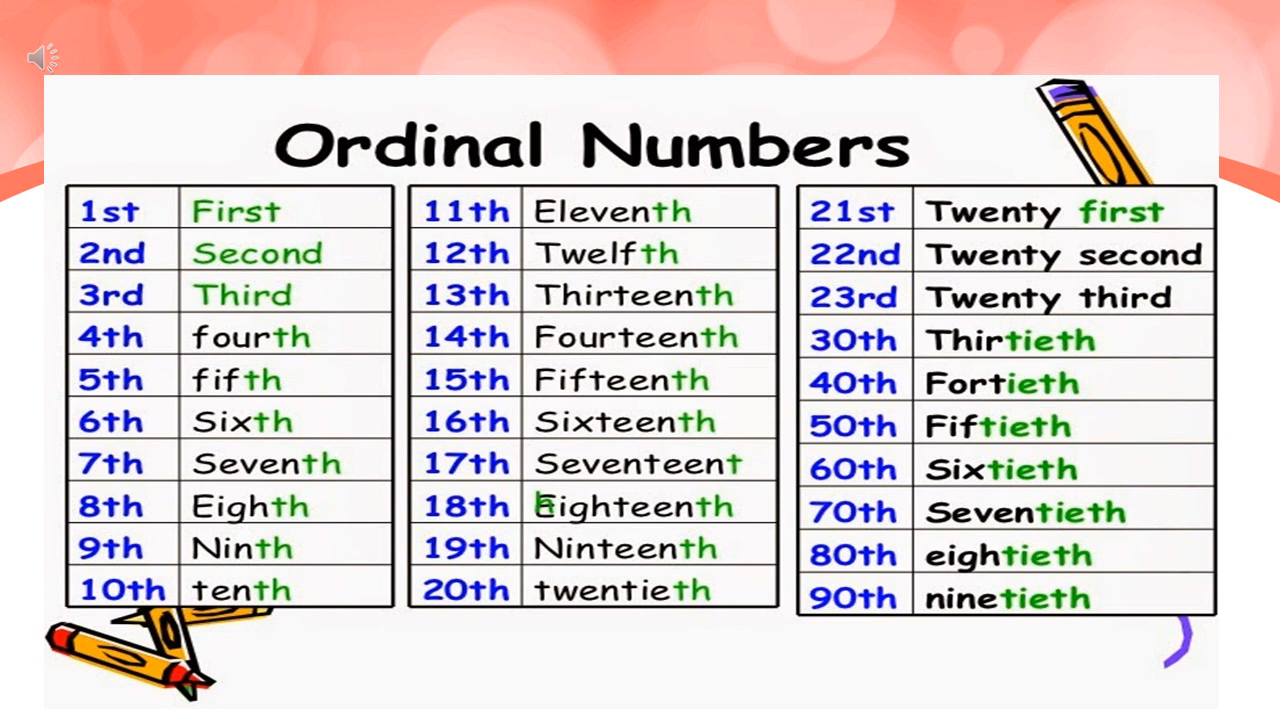 Ordinal Numbers
1st First
2nd Second
3rd Third
4th fourth
5th fifth
6th Sixth
7th Seventh
8th Eighth
9th Ninth
10th tenth
11th Eleventh
12th Twelfth
13th Thirteenth
14th Fourteenth
15th Fifteenth
16th Sixteenth
17th Seventeent
h
18th Eighteenth
19th Ninteenth
20th twentieth
21st Twenty first
22nd Twenty second
23rd Twenty third
30th Thirtieth
40th Fortieth
50th Fiftieth
60th Sixtieth
70th Seventieth
80th eightieth
90th ninetieth